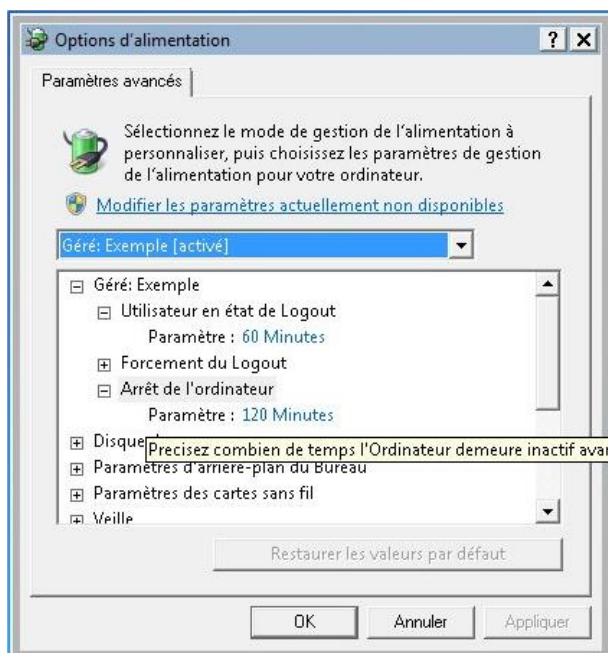 Options d'alimentation
Paramètres avancés
Sélectionnez le mode de gestion de l'alimentation à
personnaliser, puis choisissez les paramètres de gestion
de l'alimentation pour votre ordinateur.
Modifier les paramètres actuellement non disponibles
Géré: Exemple [activé]
Géré: Exemple
Utilisateur en état de Logout
Paramètre : 60 Minutes
Forcement du Logout
Arrêt de l'ordinateur
Paramètre : 120 Minutes
Disque
Precisez combien de temps l'Ordinateur demeure inactif
Paramètres d'arrière-plan du Bureau
Paramètres des cartes sans fil
Veille
Restaurer les valeurs par défaut
OK
Annuler
Appliquer